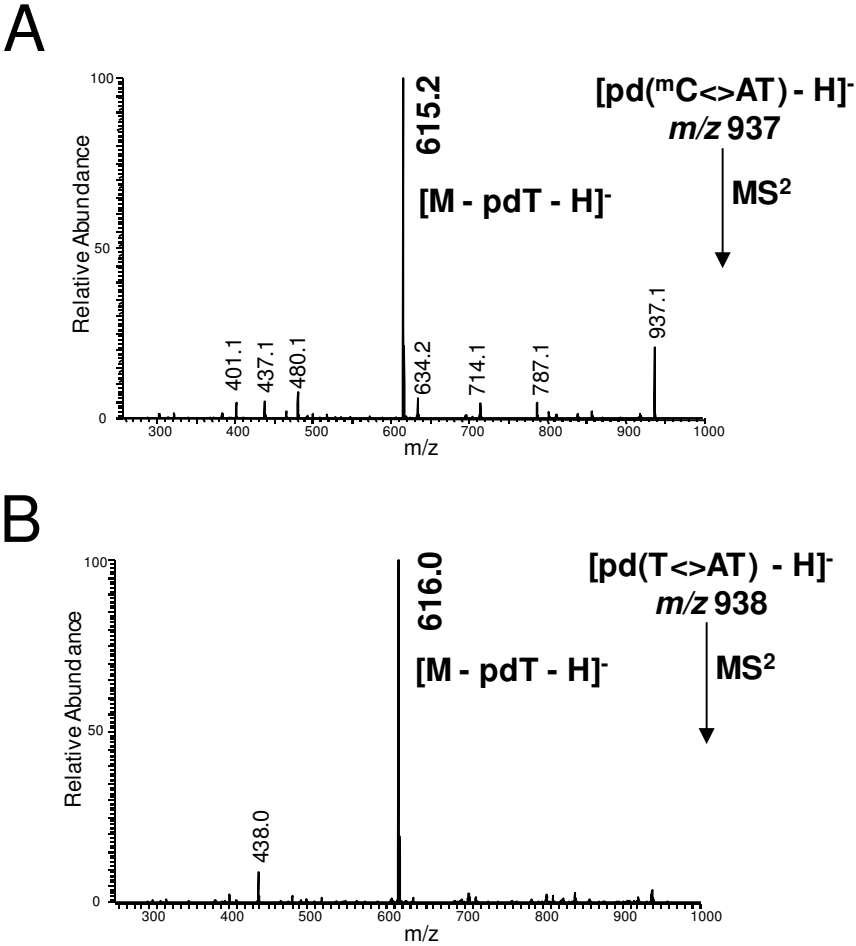 A
[pd(ᵐC<>AT) - H]⁻
m/z 937
MS²
615.2
[M - pdT - H]⁻
401.1
437.1
480.1
634.2
714.1
787.1
937.1
Relative Abundance
100
50
0
300 400 500 600 700 800 900 1000
m/z
B
[pd(T<>AT) - H]⁻
m/z 938
MS²
616.0
[M - pdT - H]⁻
438.0
Relative Abundance
100
50
0
300 400 500 600 700 800 900 1000
m/z